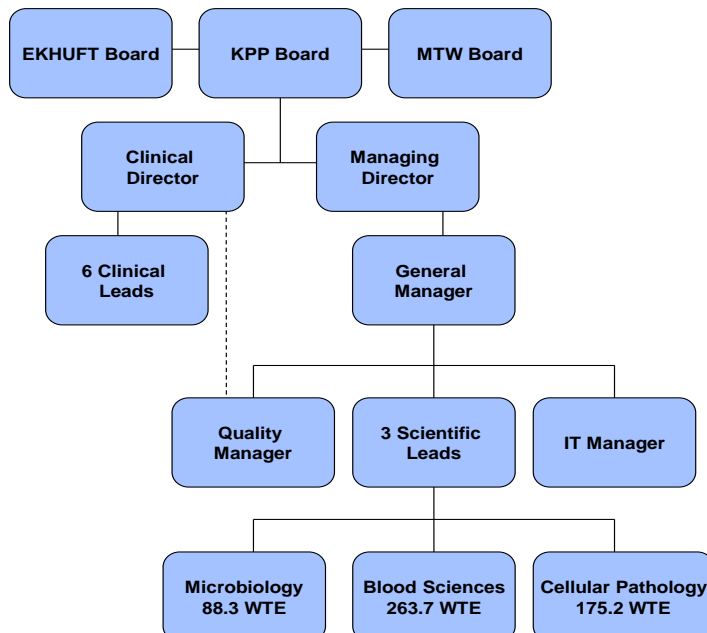 EKHUFT Board
KPP Board
MTW Board
Clinical
Director
Managing
Director
6 Clinical
Leads
General
Manager
Quality
Manager
3 Scientific
Leads
IT Manager
Microbiology
88.3 WTE
Blood Sciences
263.7 WTE
Cellular Pathology
175.2 WTE